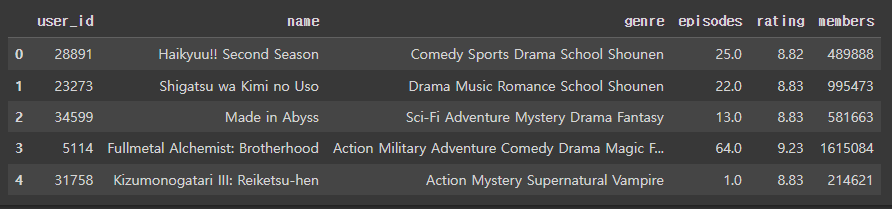 user_id name genre episodes rating members
0 28891 Haikyuu!! Second Season Comedy Sports Drama School Shounen 25.0 8.82 489888
1 23273 Shigatsu wa Kimi no Uso Drama Music Romance School Shounen 22.0 8.83 995473
2 34599 Made in Abyss Sci-Fi Adventure Mystery Drama Fantasy 13.0 8.83 581663
3 5114 Fullmetal Alchemist: Brotherhood Action Military Adventure Comedy Drama Magic F... 64.0 9.23 1615084
4 31758 Kizumonogatari III: Reiketsu-hen Action Mystery Supernatural Vampire 1.0 8.83 214621